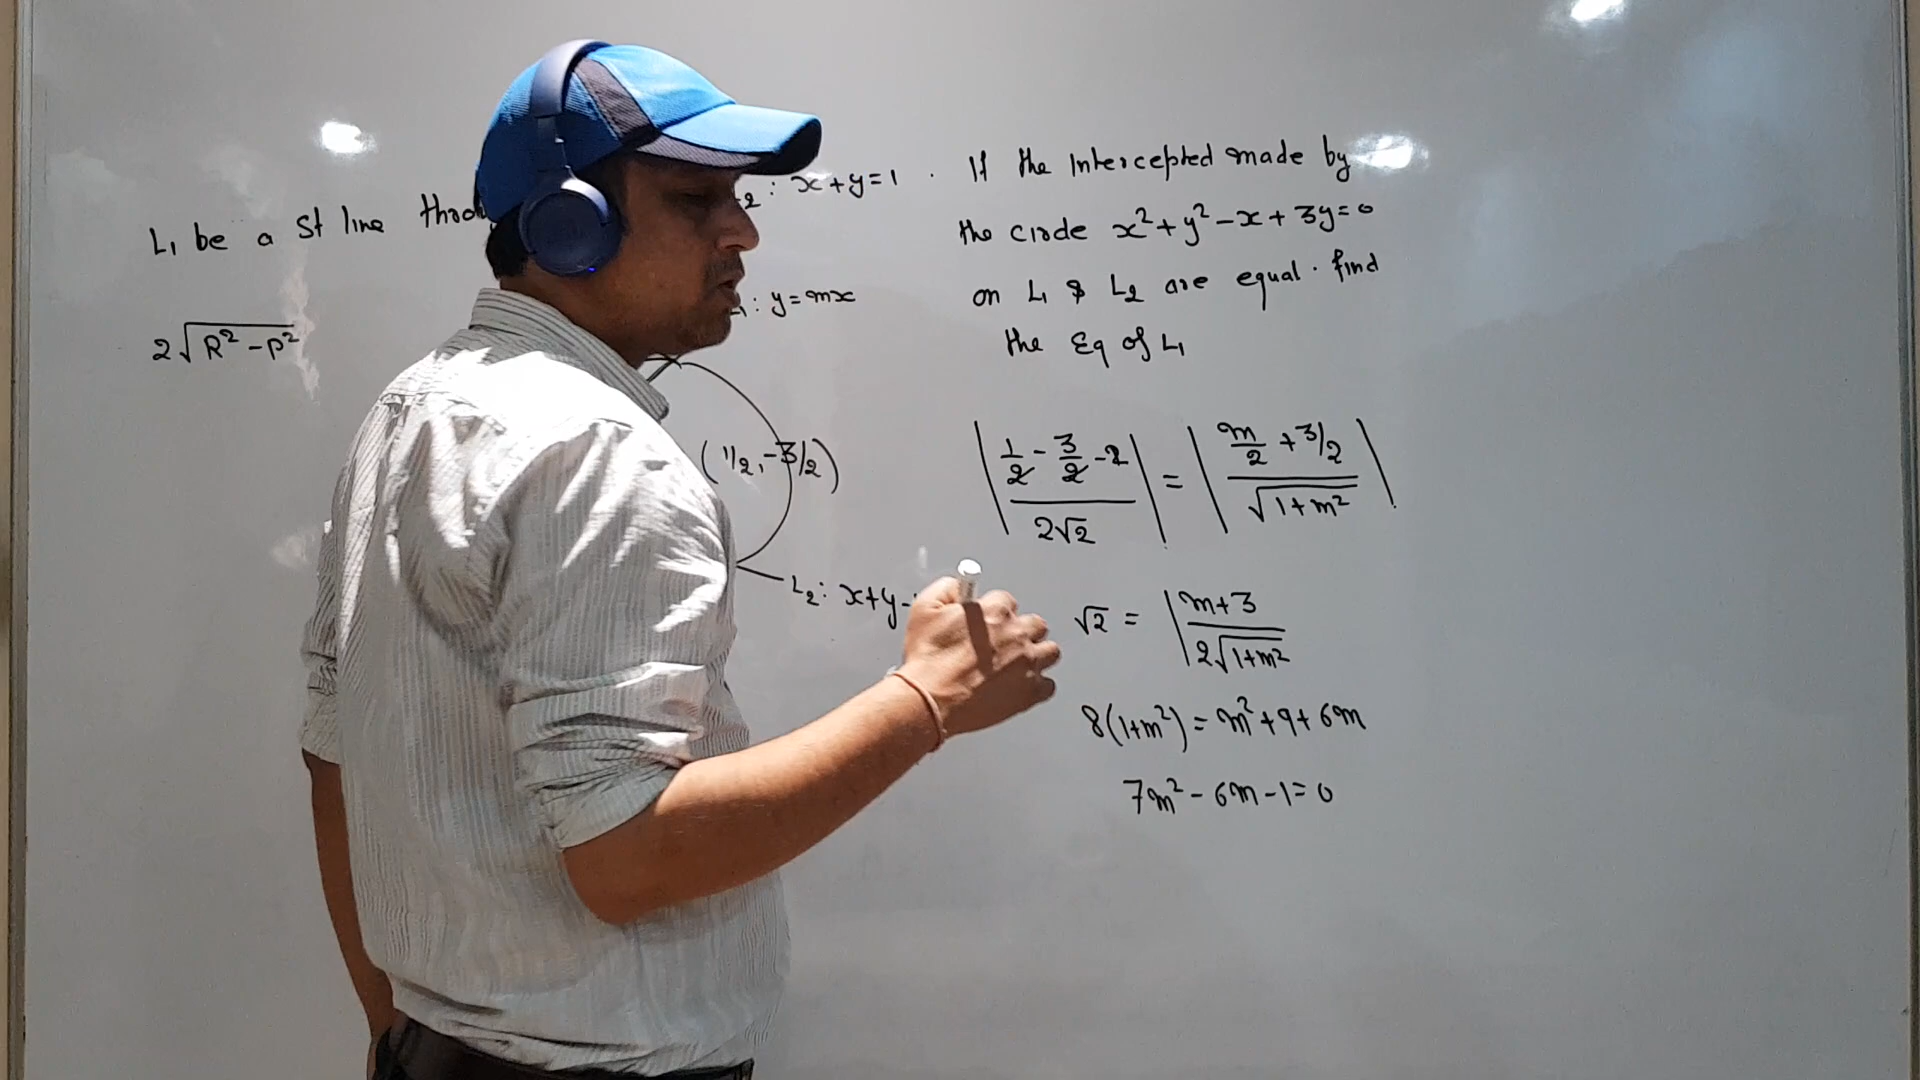 L₁ be a St line
₂: x+y=1 . If the Intercepted made by
the circle x²+y²-x+3y=0
on L₁ & L₂ are equal. find
the Eq of L₁
₁: y=mx
2√(R²-P²)
(1/2, -3/2)
L₂: x+y-
|(1/2 - 3/2 - 1)/(2√2)| = |(m/2 + 3/2)/√(1+m²)|
√2 = |(m+3)/(2√(1+m²))
8(1+m²) = m²+9+6m
7m²-6m-1=0